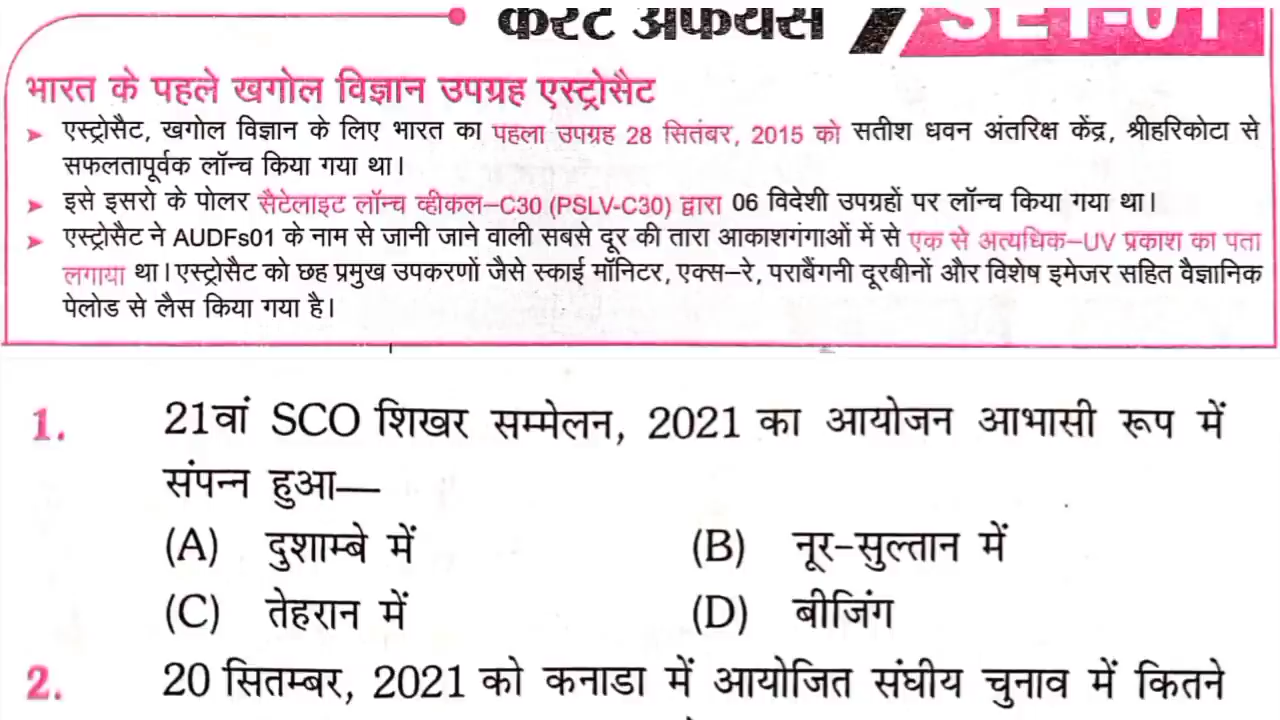 करेंट अफेयर्स SET-01
भारत के पहले खगोल विज्ञान उपग्रह एस्ट्रोसैट
➤ एस्ट्रोसैट, खगोल विज्ञान के लिए भारत का पहला उपग्रह 28 सितंबर, 2015 को सतीश धवन अंतरिक्ष केंद्र, श्रीहरिकोटा से
सफलतापूर्वक लॉन्च किया गया था।
➤ इसे इसरो के पोलर सैटेलाइट लॉन्च व्हीकल–C30 (PSLV-C30) द्वारा 06 विदेशी उपग्रहों पर लॉन्च किया गया था।
➤ एस्ट्रोसैट ने AUDFs01 के नाम से जानी जाने वाली सबसे दूर की तारा आकाशगंगाओं में से एक से अत्यधिक–UV प्रकाश का पता
लगाया था। एस्ट्रोसैट को छह प्रमुख उपकरणों जैसे स्काई मॉनिटर, एक्स–रे, पराबैंगनी दूरबीनों और विशेष इमेजर सहित वैज्ञानिक
पेलोड से लैस किया गया है।
1. 21वां SCO शिखर सम्मेलन, 2021 का आयोजन आभासी रूप में
संपन्न हुआ—
(A) दुशाम्बे में (B) नूर-सुल्तान में
(C) तेहरान में (D) बीजिंग
2. 20 सितम्बर, 2021 को कनाडा में आयोजित संघीय चुनाव में कितने